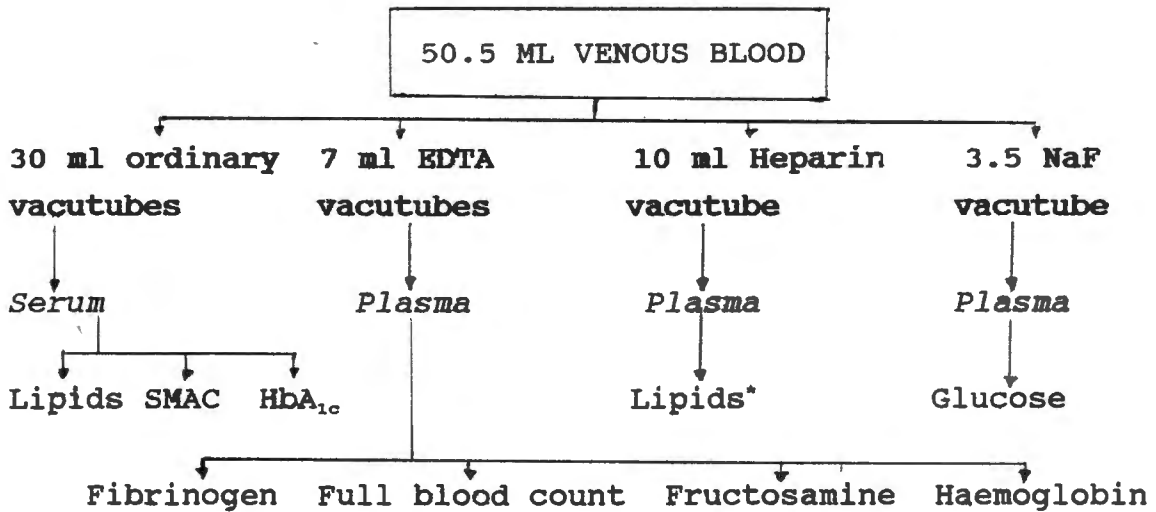 50.5 ML VENOUS BLOOD
30 ml ordinary 7 ml EDTA 10 ml Heparin 3.5 NaF
vacutubes vacutubes vacutube vacutube
Serum Plasma Plasma Plasma
Lipids SMAC HbA₁c Lipids* Glucose
Fibrinogen Full blood count Fructosamine Haemoglobin